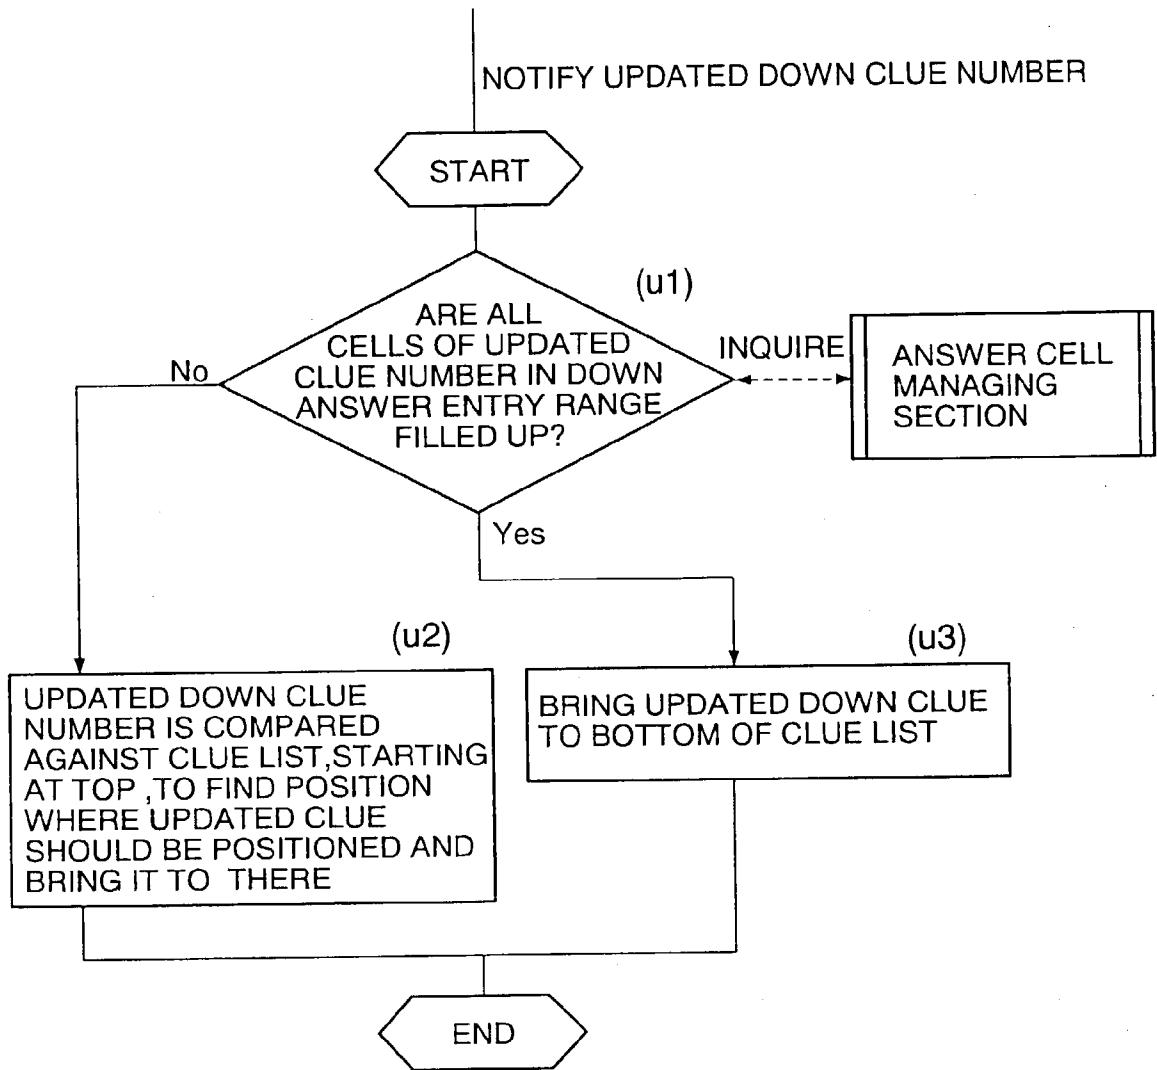 NOTIFY UPDATED DOWN CLUE NUMBER
START
(u1)
ARE ALL
CELLS OF UPDATED
CLUE NUMBER IN DOWN
ANSWER ENTRY RANGE
FILLED UP?
No
INQUIRE
ANSWER CELL
MANAGING
SECTION
Yes
(u2)
UPDATED DOWN CLUE
NUMBER IS COMPARED
AGAINST CLUE LIST,STARTING
AT TOP ,TO FIND POSITION
WHERE UPDATED CLUE
SHOULD BE POSITIONED AND
BRING IT TO THERE
(u3)
BRING UPDATED DOWN CLUE
TO BOTTOM OF CLUE LIST
END